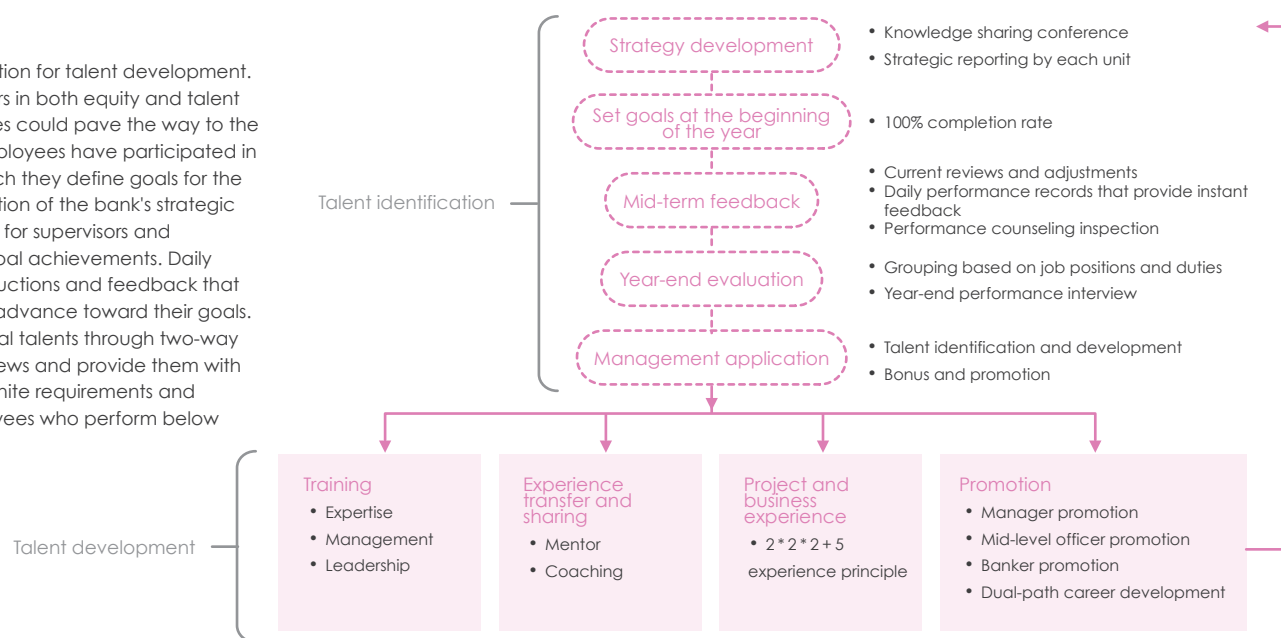 tion for talent development.
rs in both equity and talent
es could pave the way to the
ployees have participated in
ch they define goals for the
tion of the bank's strategic
for supervisors and
oal achievements. Daily
uctions and feedback that
advance toward their goals.
al talents through two-way
ews and provide them with
nite requirements and
yees who perform below
Talent identification
Strategy development
• Knowledge sharing conference
• Strategic reporting by each unit
Set goals at the beginning
of the year
• 100% completion rate
Mid-term feedback
• Current reviews and adjustments
• Daily performance records that provide instant
feedback
• Performance counseling inspection
Year-end evaluation
• Grouping based on job positions and duties
• Year-end performance interview
Management application
• Talent identification and development
• Bonus and promotion
Talent development
Training
• Expertise
• Management
• Leadership
Experience
transfer and
sharing
• Mentor
• Coaching
Project and
business
experience
• 2*2*2+5
experience principle
Promotion
• Manager promotion
• Mid-level officer promotion
• Banker promotion
• Dual-path career development